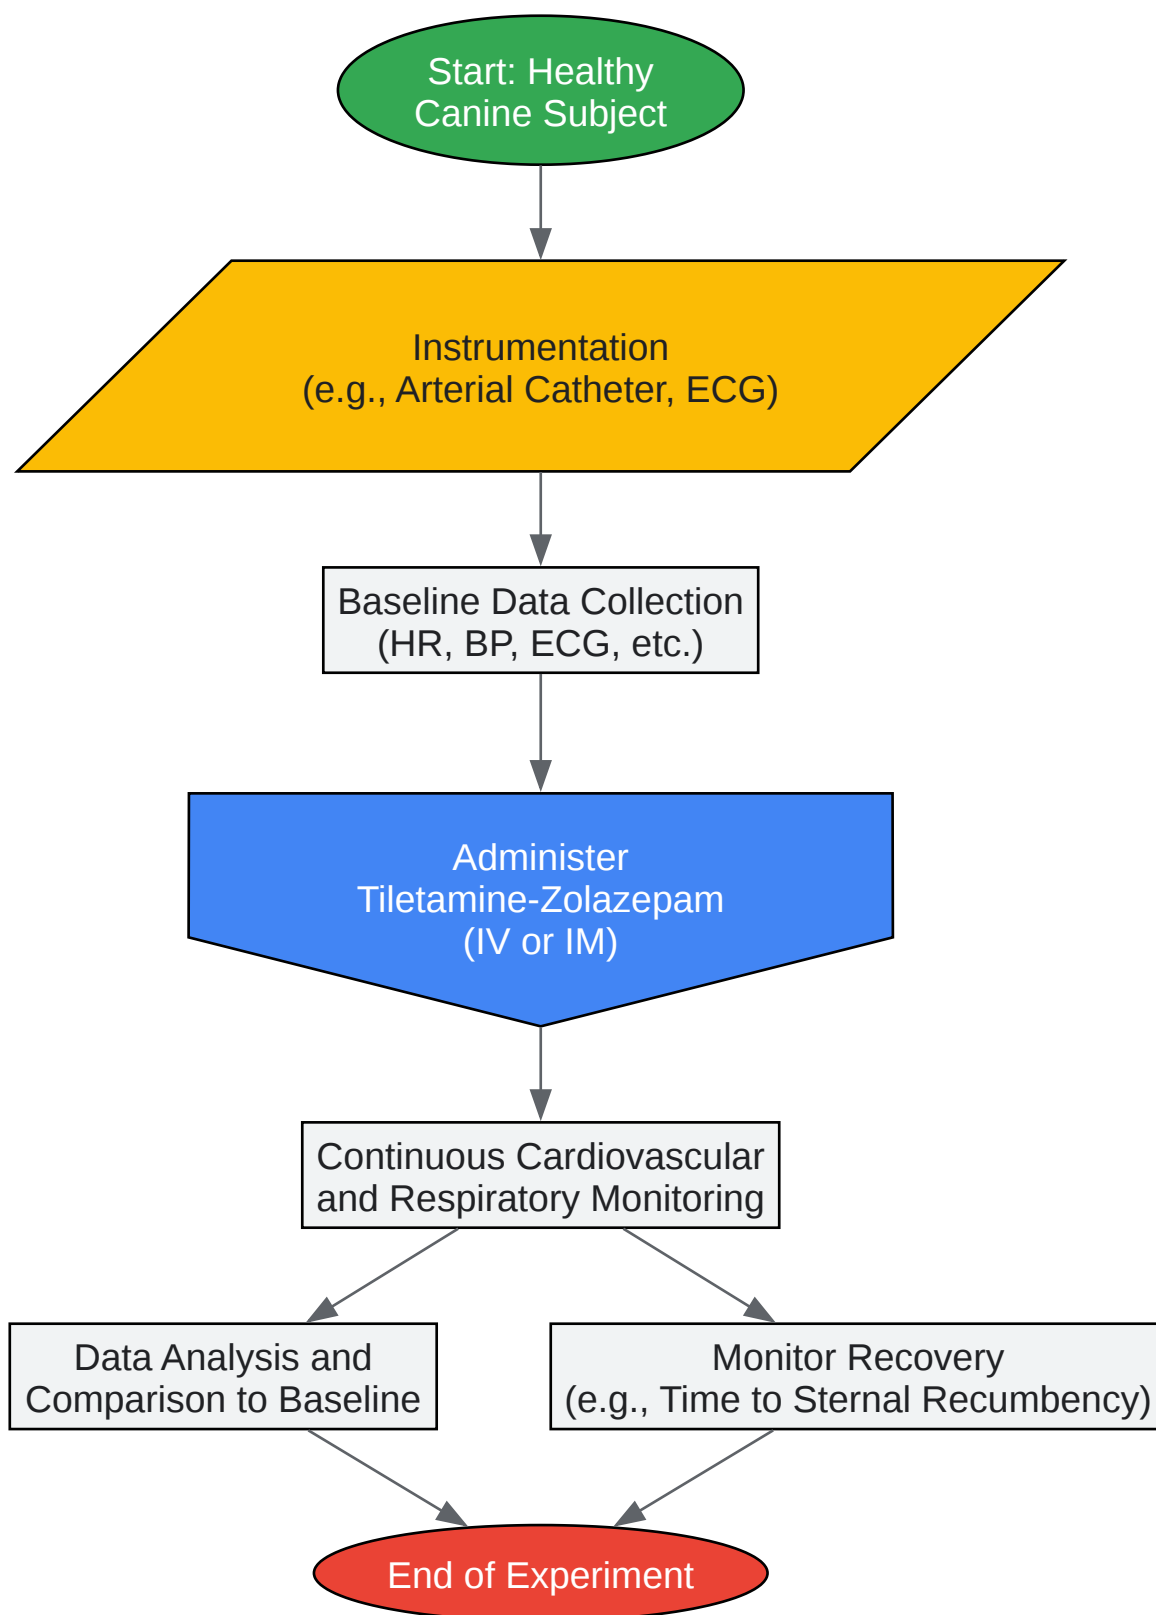 Start: Healthy
Canine Subject
Instrumentation
(e.g., Arterial Catheter, ECG)
Baseline Data Collection
(HR, BP, ECG, etc.)
Administer
Tiletamine-Zolazepam
(IV or IM)
Continuous Cardiovascular
and Respiratory Monitoring
Data Analysis and
Comparison to Baseline
Monitor Recovery
(e.g., Time to Sternal Recumbency)
End of Experiment